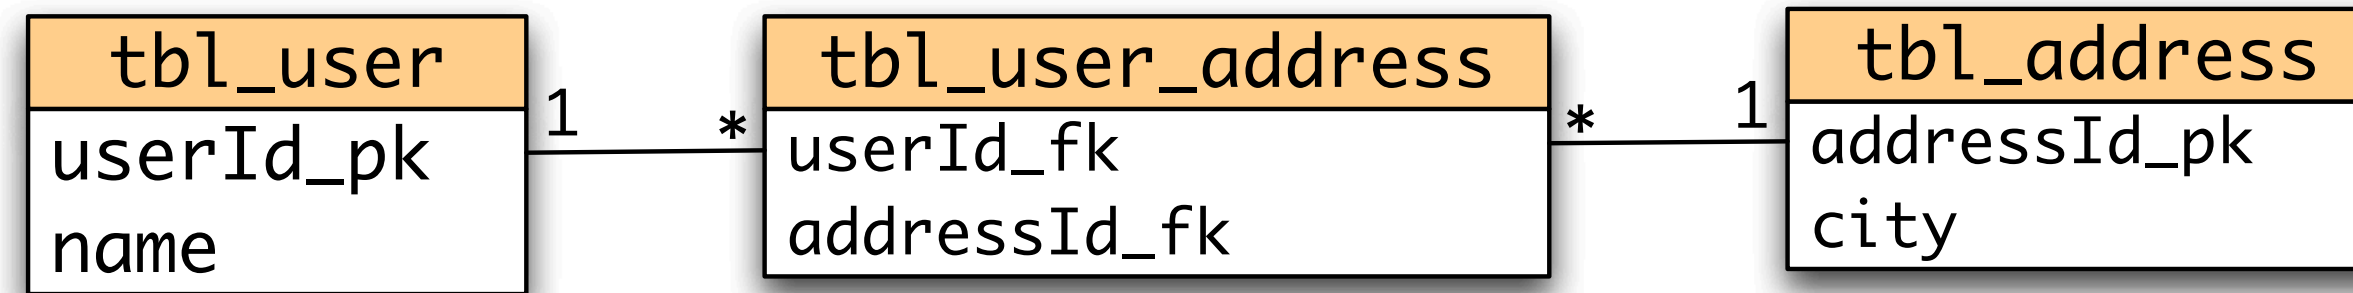 tbl_user
userId_pk
name
1
*
tbl_user_address
userId_fk
addressId_fk
*
1
tbl_address
addressId_pk
city